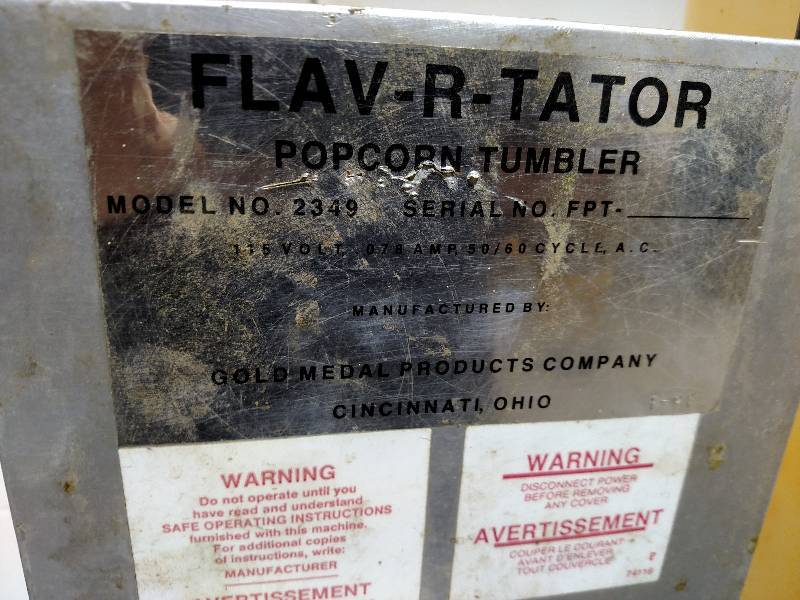 FLAV-R-TATOR
POPCORN TUMBLER
MODEL NO. 2349 SERIAL NO. FPT-
115 VOLT, 078 AMP, 50/60 CYCLE, A.C.
MANUFACTURED BY:
GOLD MEDAL PRODUCTS COMPANY
CINCINNATI, OHIO
WARNING
Do not operate until you
have read and understand
SAFE OPERATING INSTRUCTIONS
furnished with this machine.
For additional copies
of instructions, write:
MANUFACTURER
AVERTISSEMENT
WARNING
DISCONNECT POWER
BEFORE REMOVING
ANY COVER
AVERTISSEMENT
COUPER LE COURANT
AVANT D'ENLEVER
TOUT COUVERCLE